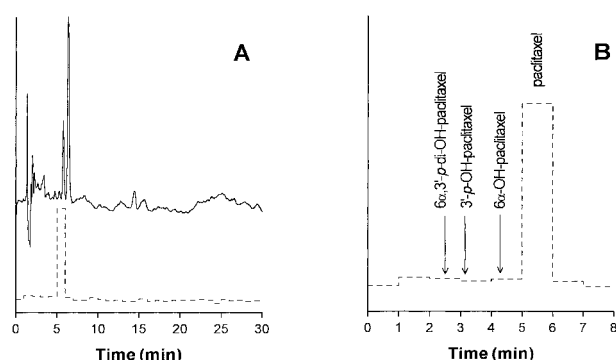 A
0 5 10 15 20 25 30
Time (min)
B
6α,3'-p-di-OH-paclitaxel
3'-p-OH-paclitaxel
6α-OH-paclitaxel
paclitaxel
0 1 2 3 4 5 6 7 8
Time (min)